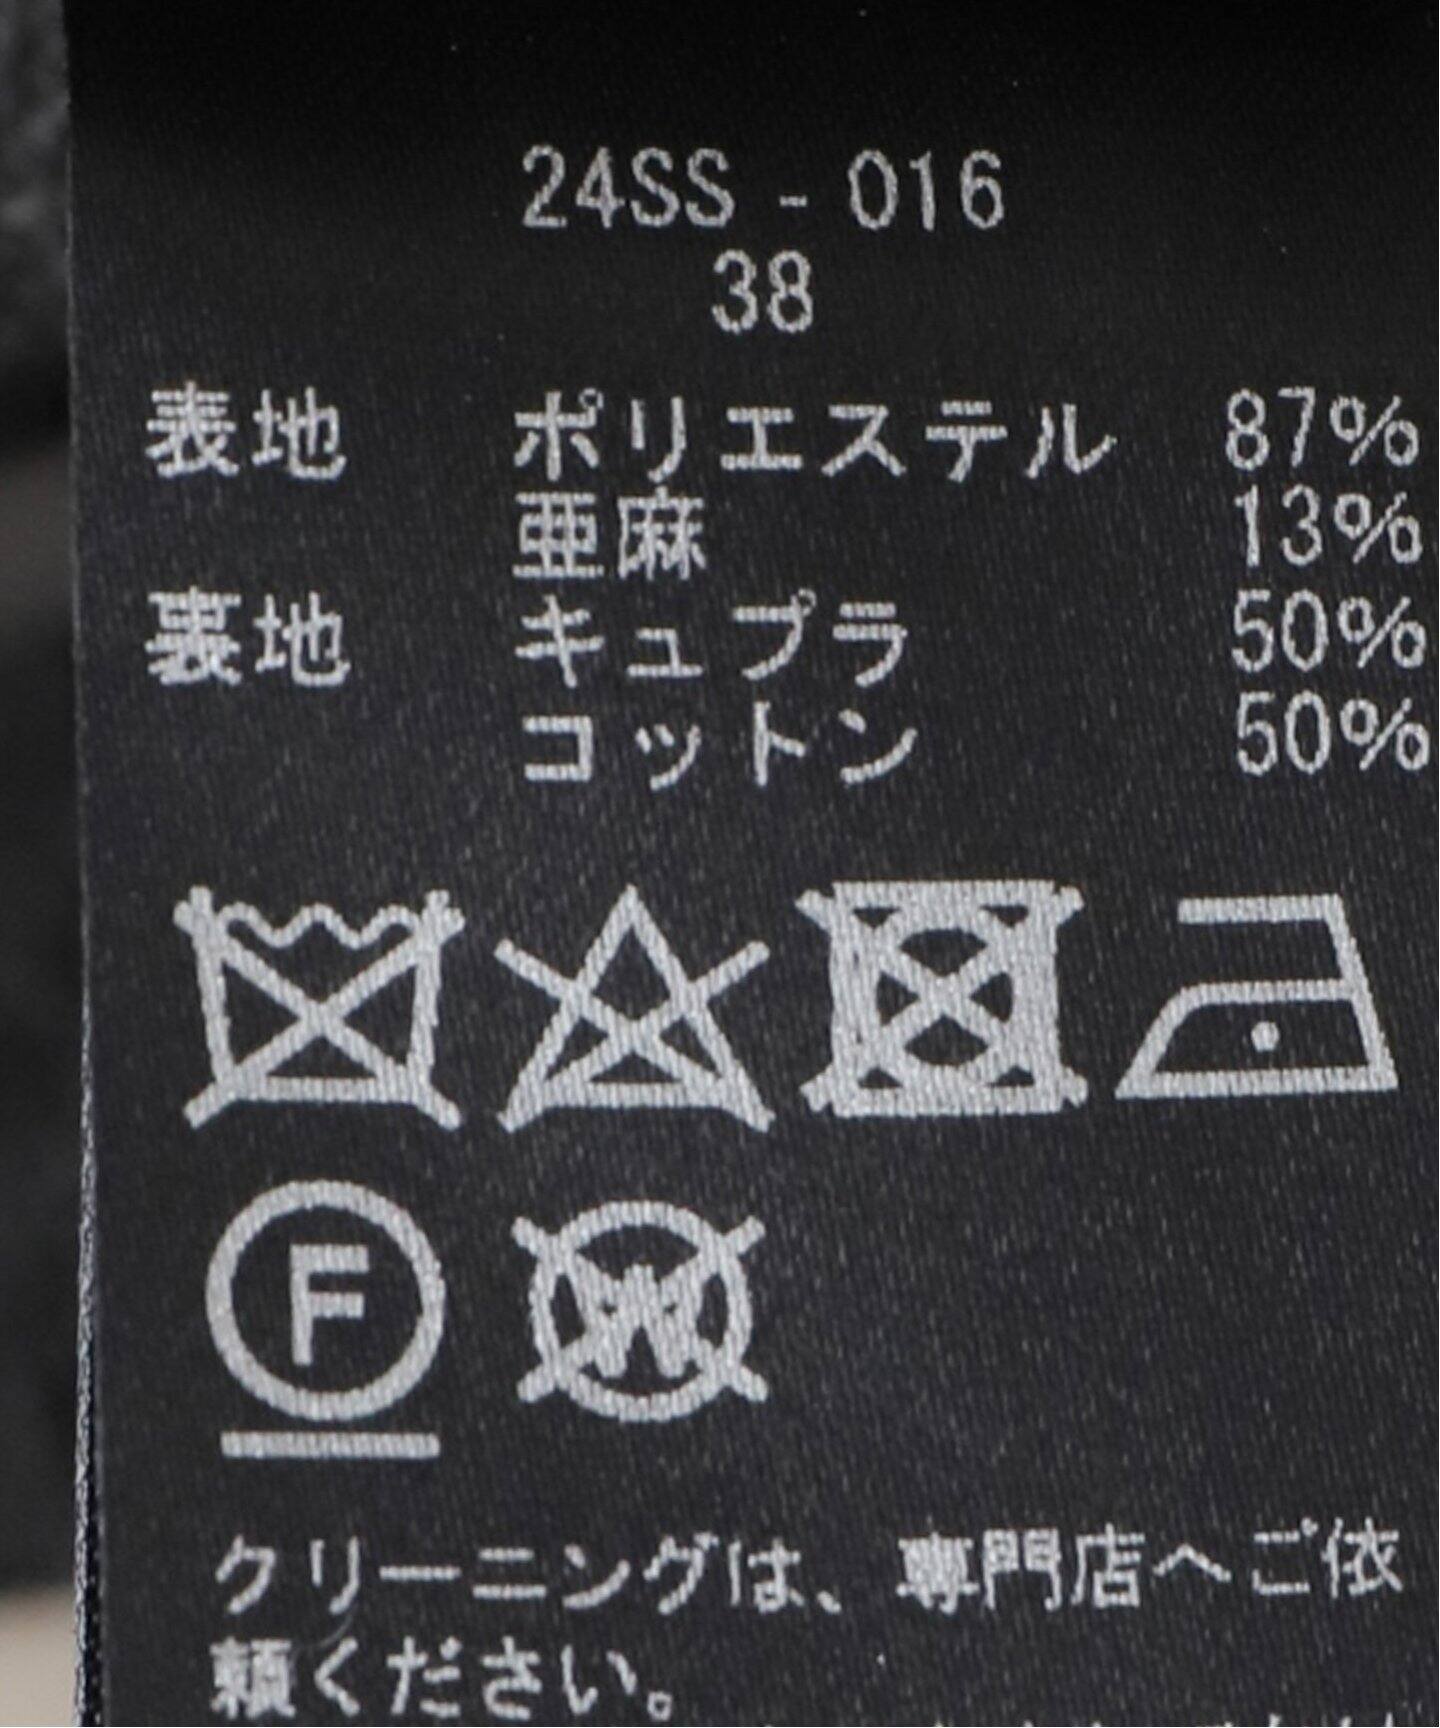 24SS - 016
38
表地 ポリエステル 87%
亜麻 13%
裏地 キュプラ 50%
コットン 50%
F W
クリーニングは、専門店へご依
頼ください。